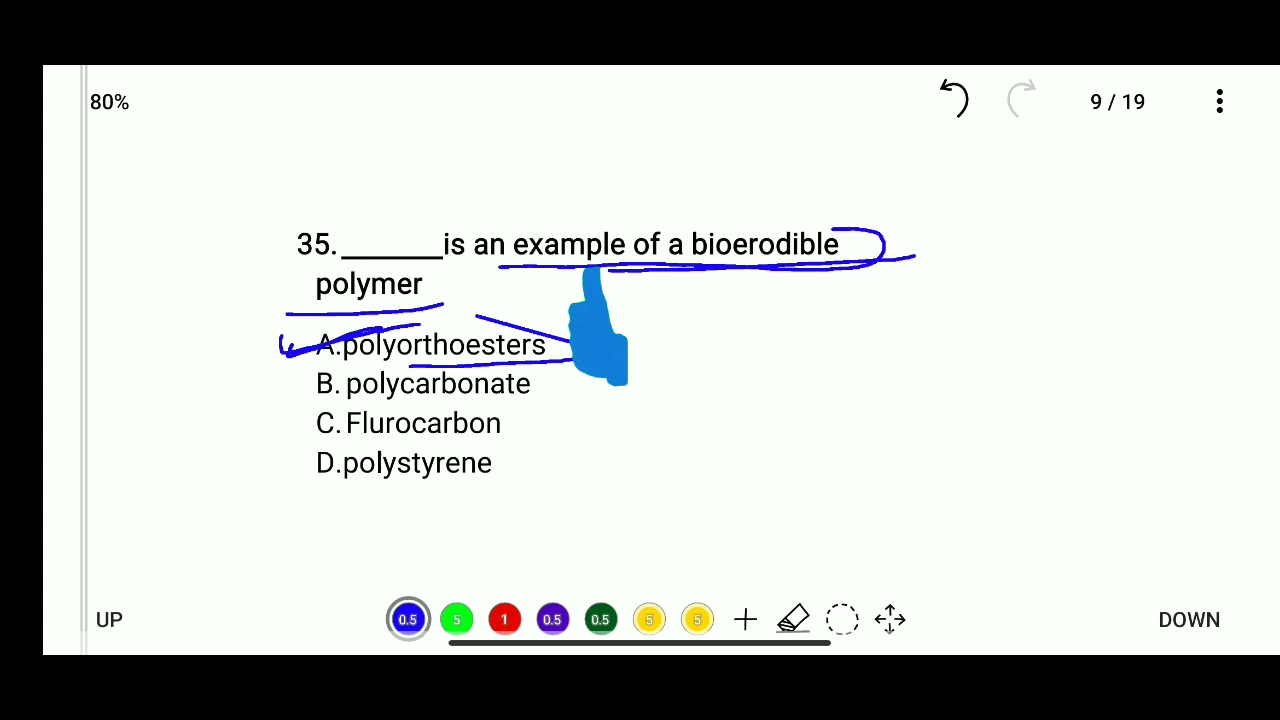 80%
9 / 19
35.______is an example of a bioerodible
polymer
A.polyorthoesters
B. polycarbonate
C. Flurocarbon
D.polystyrene
UP
0.5 5 1 0.5 0.5 5 5
DOWN